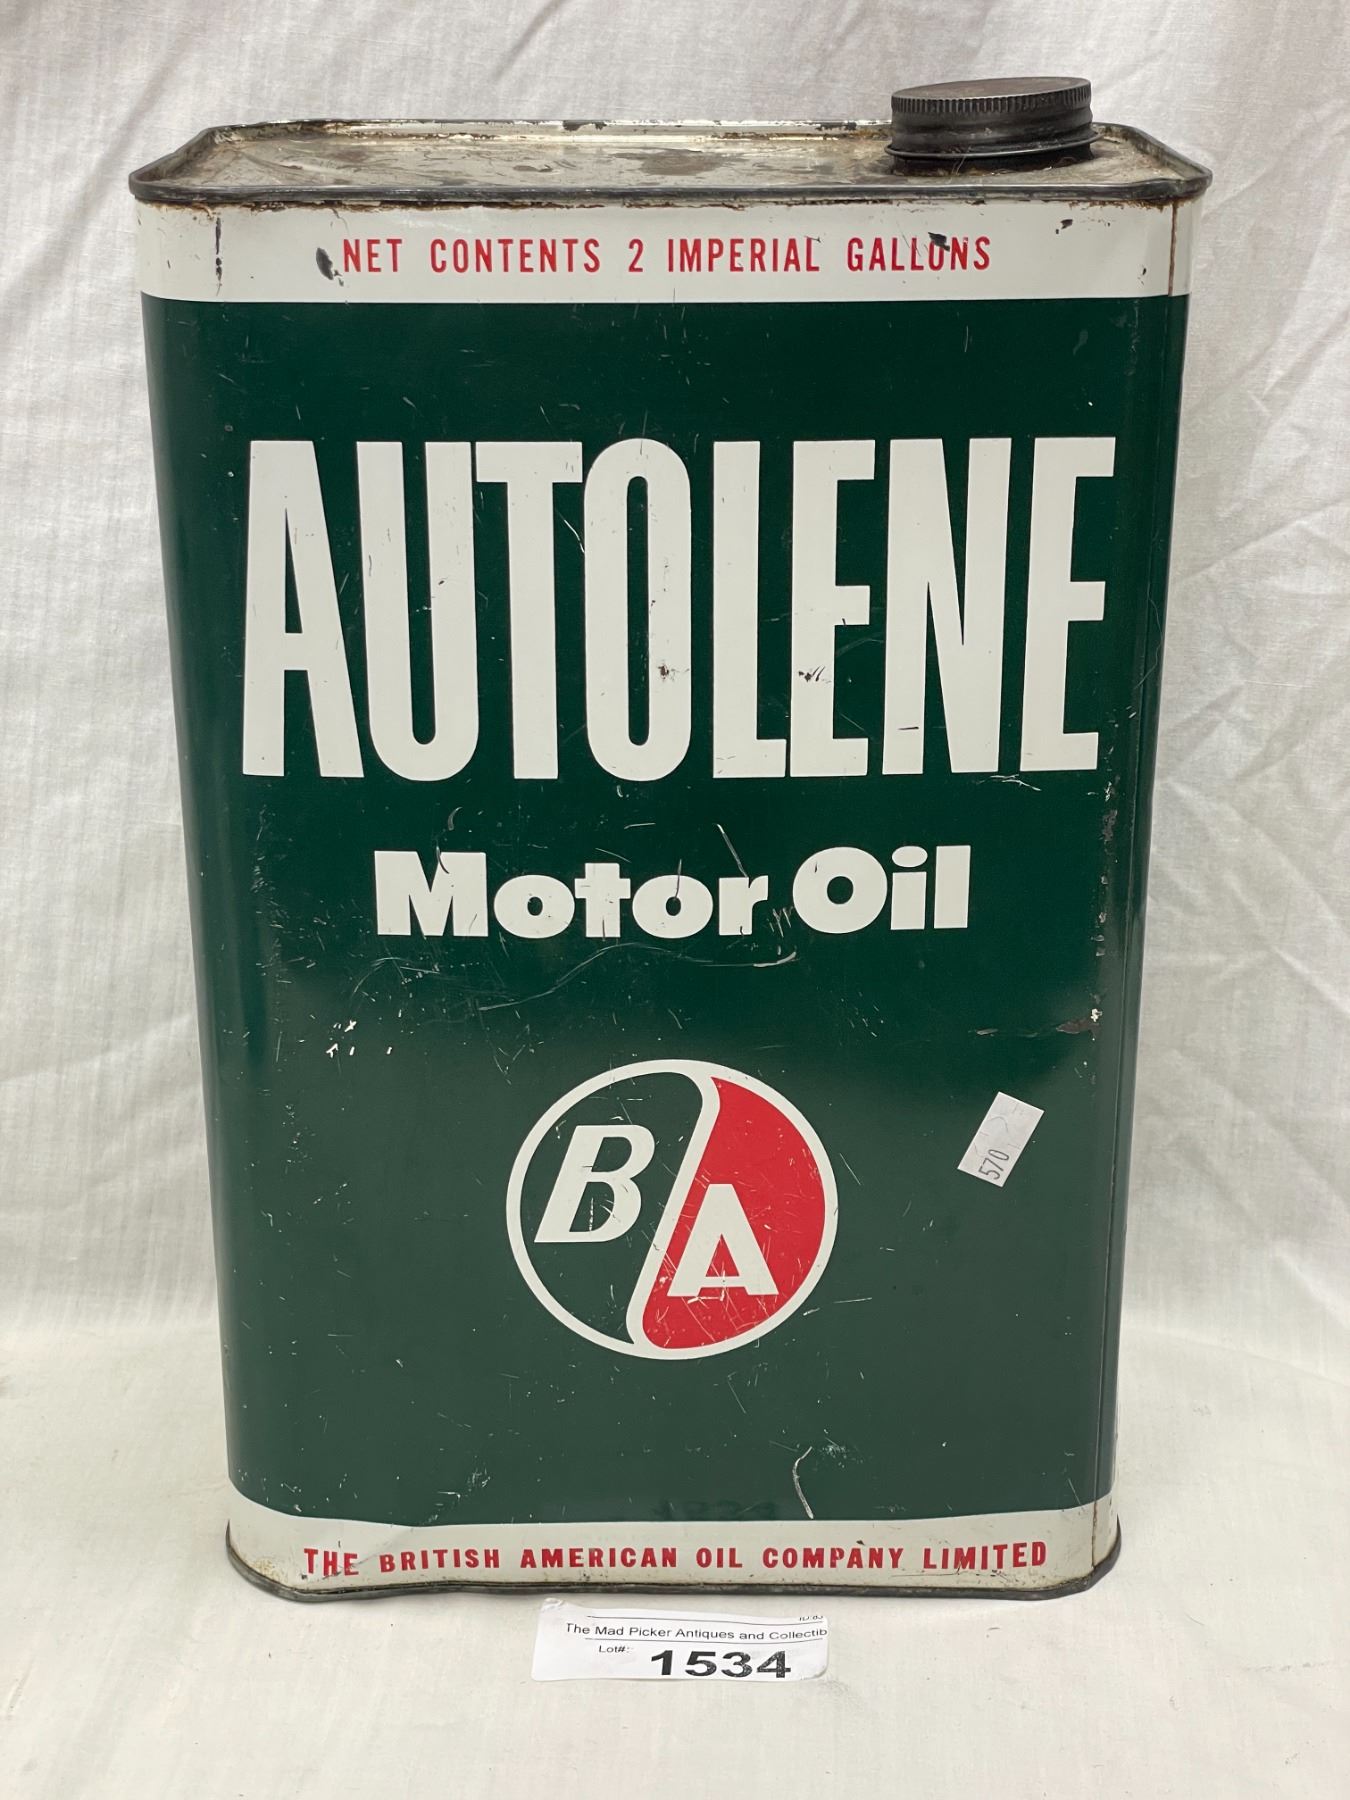 NET CONTENTS 2 IMPERIAL GALLONS
AUTOLENE
Motor Oil
B A
570
THE BRITISH AMERICAN OIL COMPANY LIMITED
The Mad Picker Antiques and Collectib
Lot#:
1534